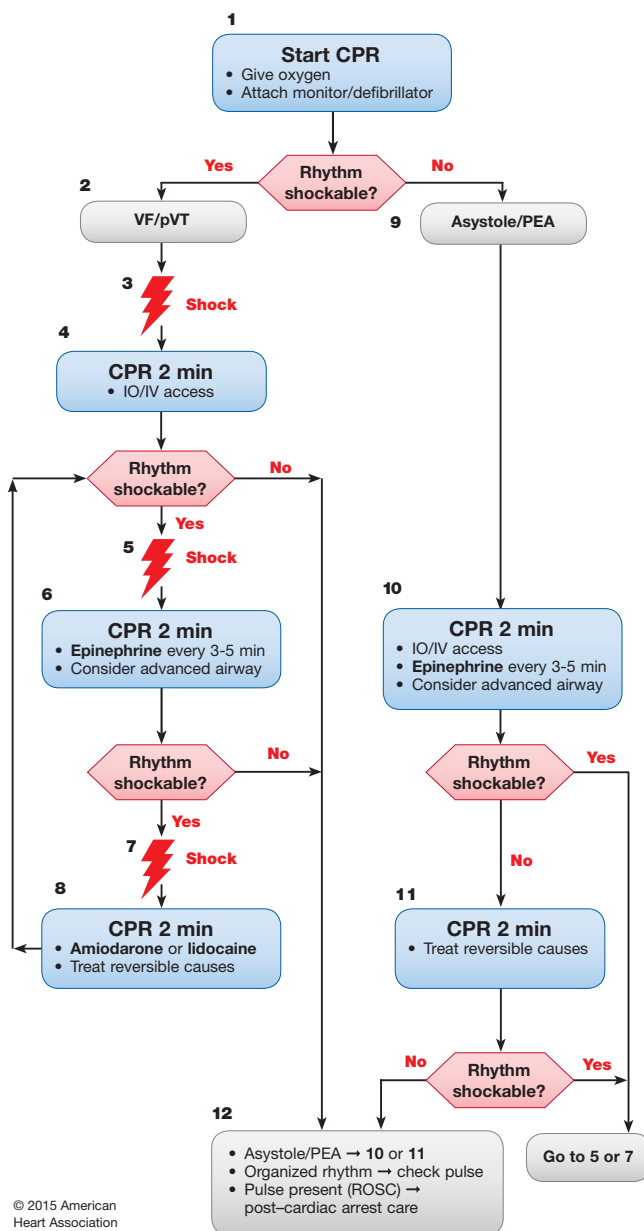 1
Start CPR
• Give oxygen
• Attach monitor/defibrillator
Yes
Rhythm
shockable?
No
2
VF/pVT
9
Asystole/PEA
3
Shock
4
CPR 2 min
• IO/IV access
Rhythm
shockable?
No
Yes
5
Shock
6
CPR 2 min
• Epinephrine every 3-5 min
• Consider advanced airway
10
CPR 2 min
• IO/IV access
• Epinephrine every 3-5 min
• Consider advanced airway
Rhythm
shockable?
No
Yes
Rhythm
shockable?
Yes
No
7
Shock
8
CPR 2 min
• Amiodarone or lidocaine
• Treat reversible causes
11
CPR 2 min
• Treat reversible causes
No
Rhythm
shockable?
Yes
12
• Asystole/PEA → 10 or 11
• Organized rhythm → check pulse
• Pulse present (ROSC) →
post–cardiac arrest care
Go to 5 or 7
© 2015 American
Heart Association